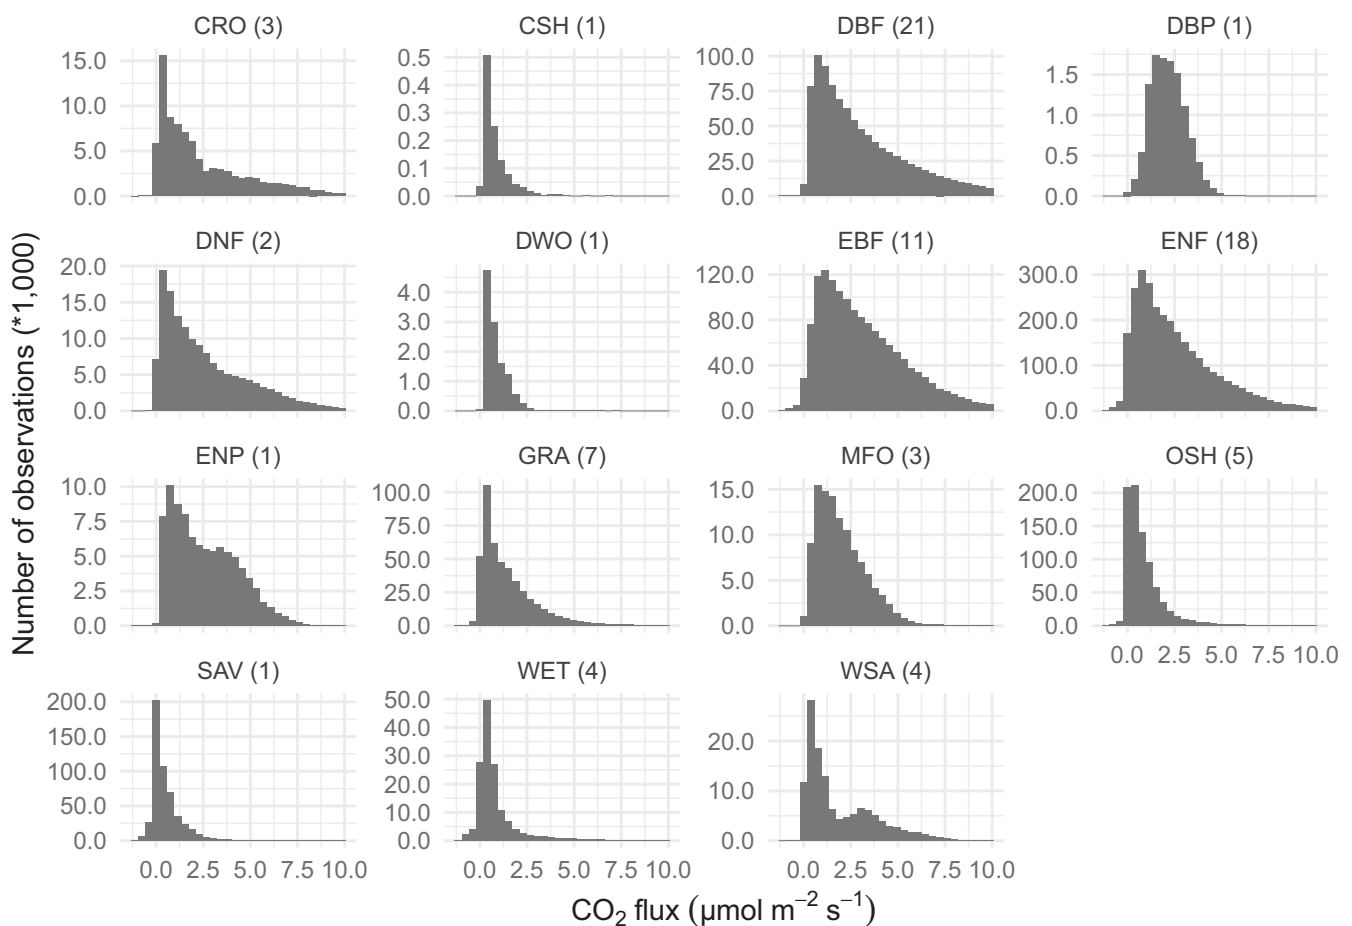 CRO (3) CSH (1) DBF (21) DBP (1)
15.0 0.5 100.0 1.5
10.0 0.4 75.0 1.0
5.0 0.3 50.0 0.5
0.0 0.2 25.0 0.0
0.1 0.0
0.0
DNF (2) DWO (1) EBF (11) ENF (18)
20.0 4.0 120.0 300.0
15.0 3.0 80.0 200.0
10.0 2.0 40.0 100.0
5.0 1.0 0.0 0.0
0.0 0.0
ENP (1) GRA (7) MFO (3) OSH (5)
10.0 100.0 15.0 200.0
7.5 75.0 10.0 150.0
5.0 50.0 5.0 100.0
2.5 25.0 0.0 50.0
0.0 0.0 0.0
0.0 2.5 5.0 7.5 10.0
SAV (1) WET (4) WSA (4)
200.0 50.0 20.0
150.0 40.0 10.0
100.0 30.0 0.0
50.0 20.0
0.0 10.0
0.0
0.0 2.5 5.0 7.5 10.0 0.0 2.5 5.0 7.5 10.0 0.0 2.5 5.0 7.5 10.0
Number of observations (*1,000)
CO₂ flux (μmol m⁻² s⁻¹)